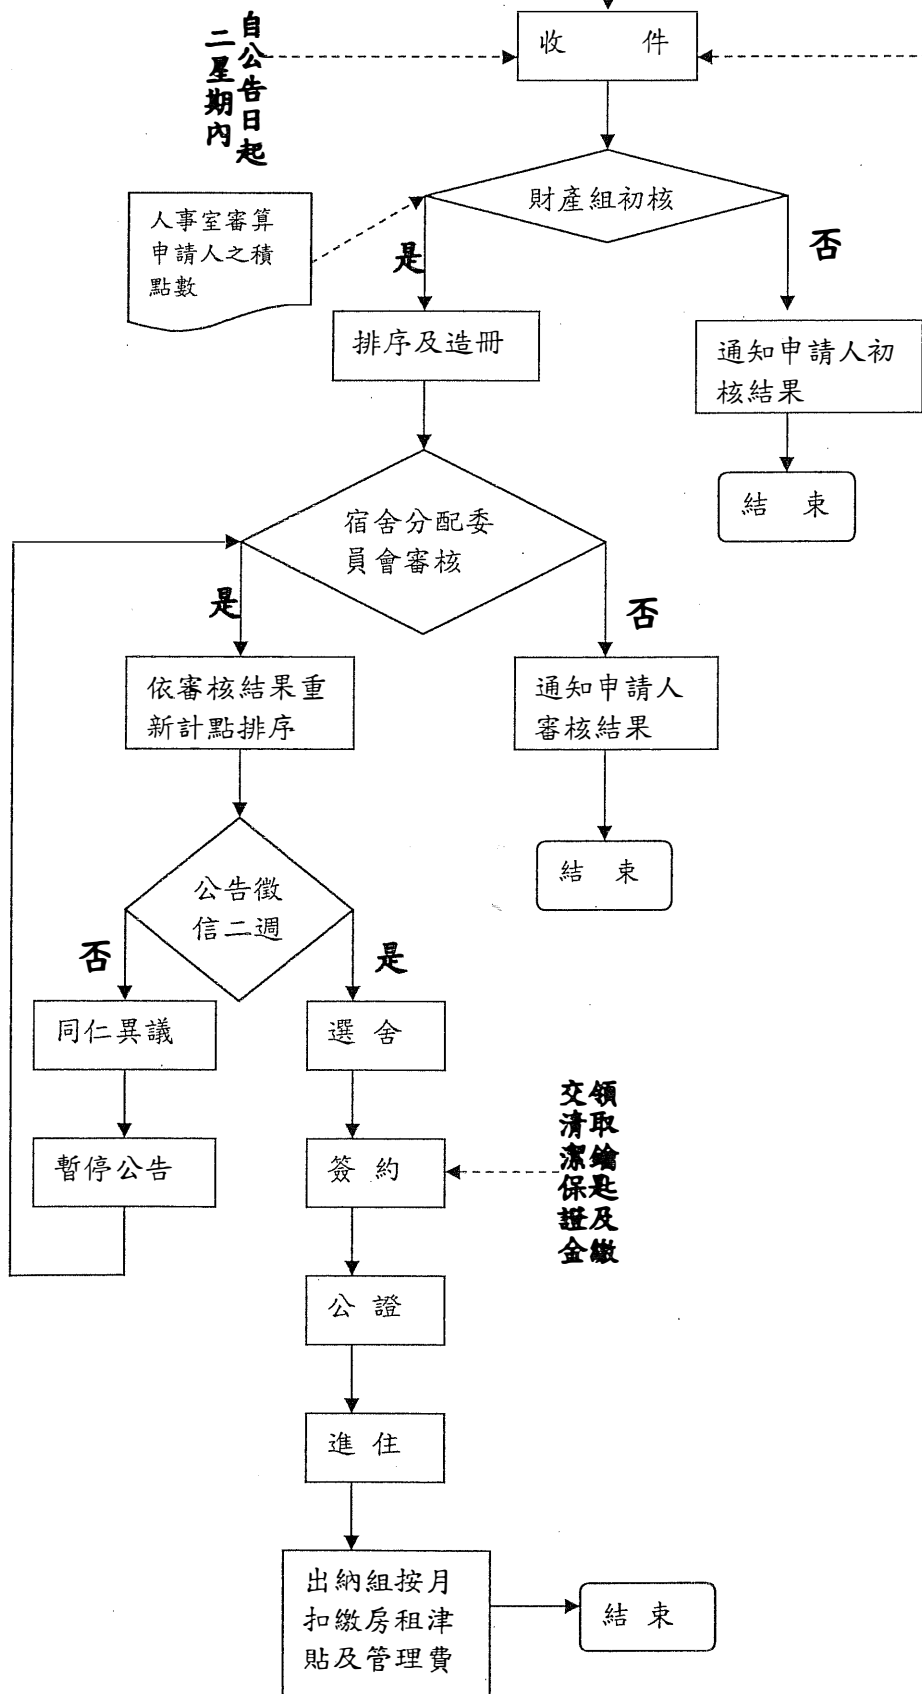 自公告日起
二星期內
收 件
財產組初核
人事室審算
申請人之積
點數
是
否
排序及造冊
通知申請人初
核結果
結 束
宿舍分配委
員會審核
是
否
依審核結果重
新計點排序
通知申請人
審核結果
結 束
公告徵
信二週
否
是
同仁異議
選 舍
領取鑰匙及繳
交清潔保證金
暫停公告
簽 約
公 證
進 住
出納組按月
扣繳房租津
貼及管理費
結 束